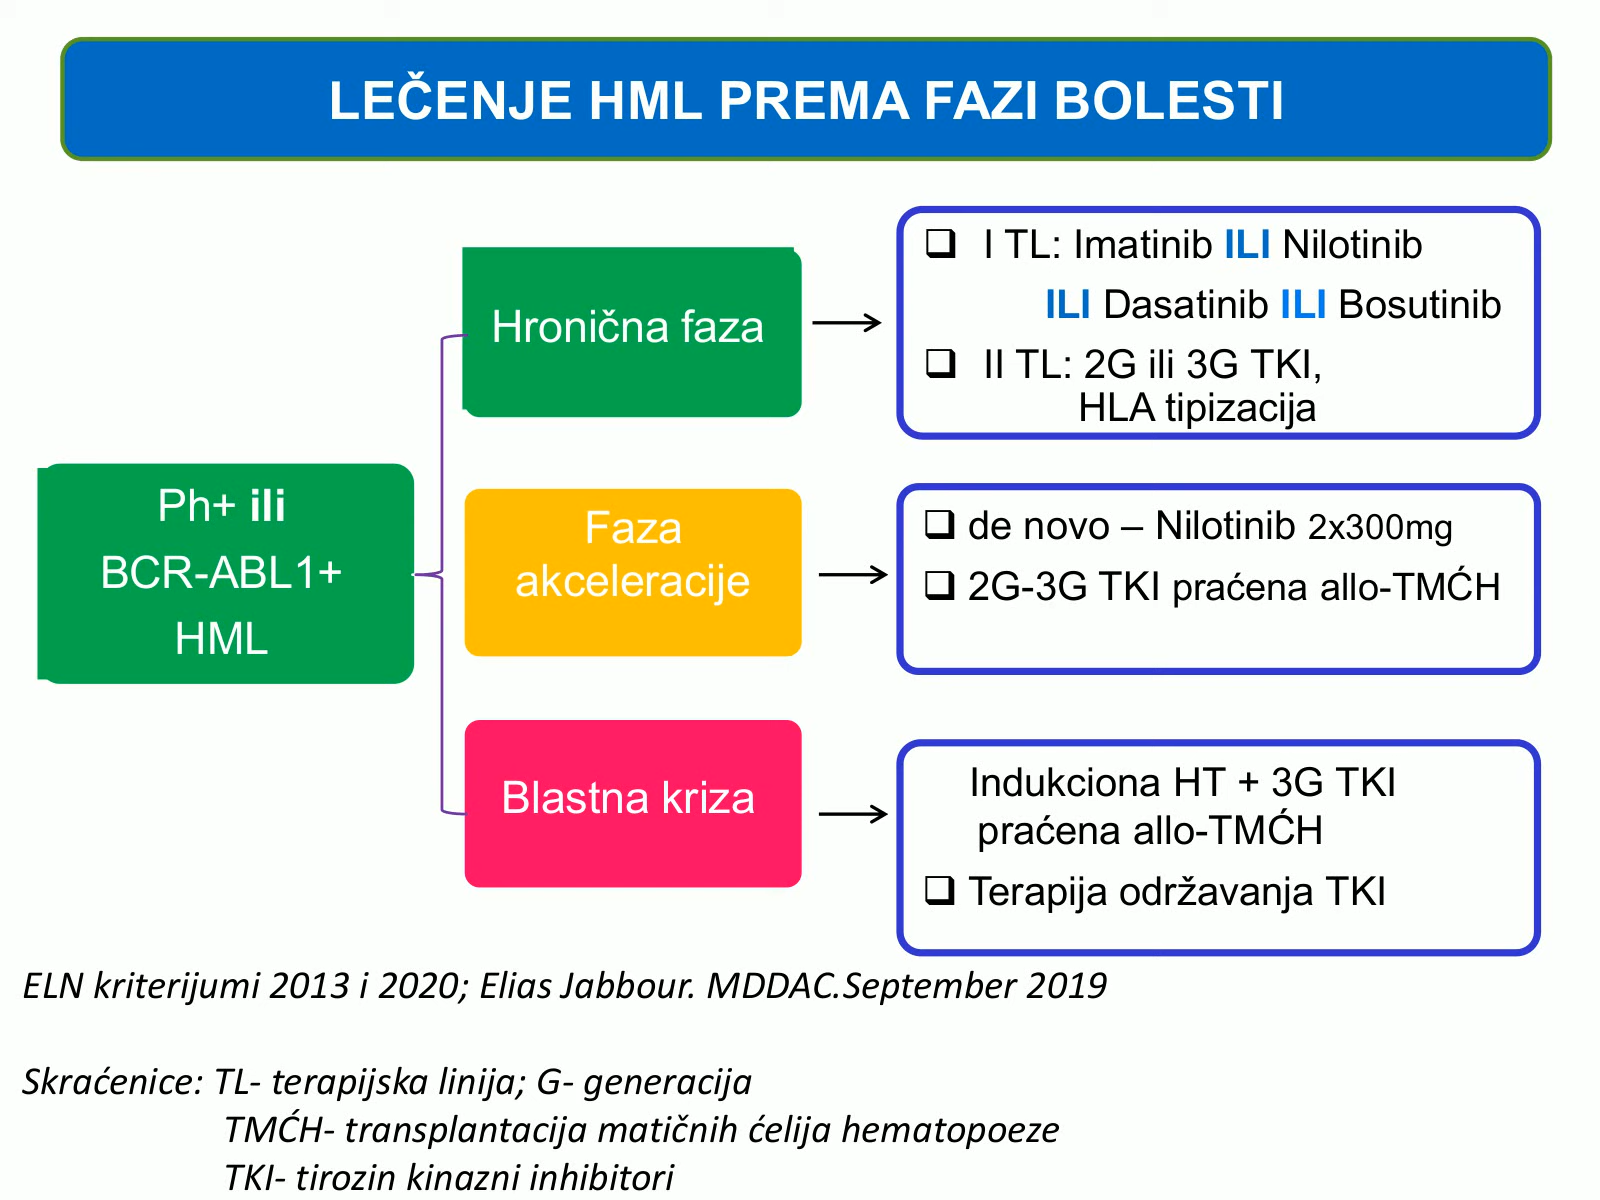 LEČENJE HML PREMA FAZI BOLESTI
Ph+ ili
BCR-ABL1+
HML
Hronična faza
I TL: Imatinib ILI Nilotinib
ILI Dasatinib ILI Bosutinib
II TL: 2G ili 3G TKI,
HLA tipizacija
Faza
akceleracije
de novo – Nilotinib 2x300mg
2G-3G TKI praćena allo-TMĆH
Blastna kriza
Indukciona HT + 3G TKI
praćena allo-TMĆH
Terapija održavanja TKI
ELN kriterijumi 2013 i 2020; Elias Jabbour. MDDAC.September 2019
Skraćenice: TL- terapijska linija; G- generacija
TMĆH- transplantacija matičnih ćelija hematopoeze
TKI- tirozin kinazni inhibitori